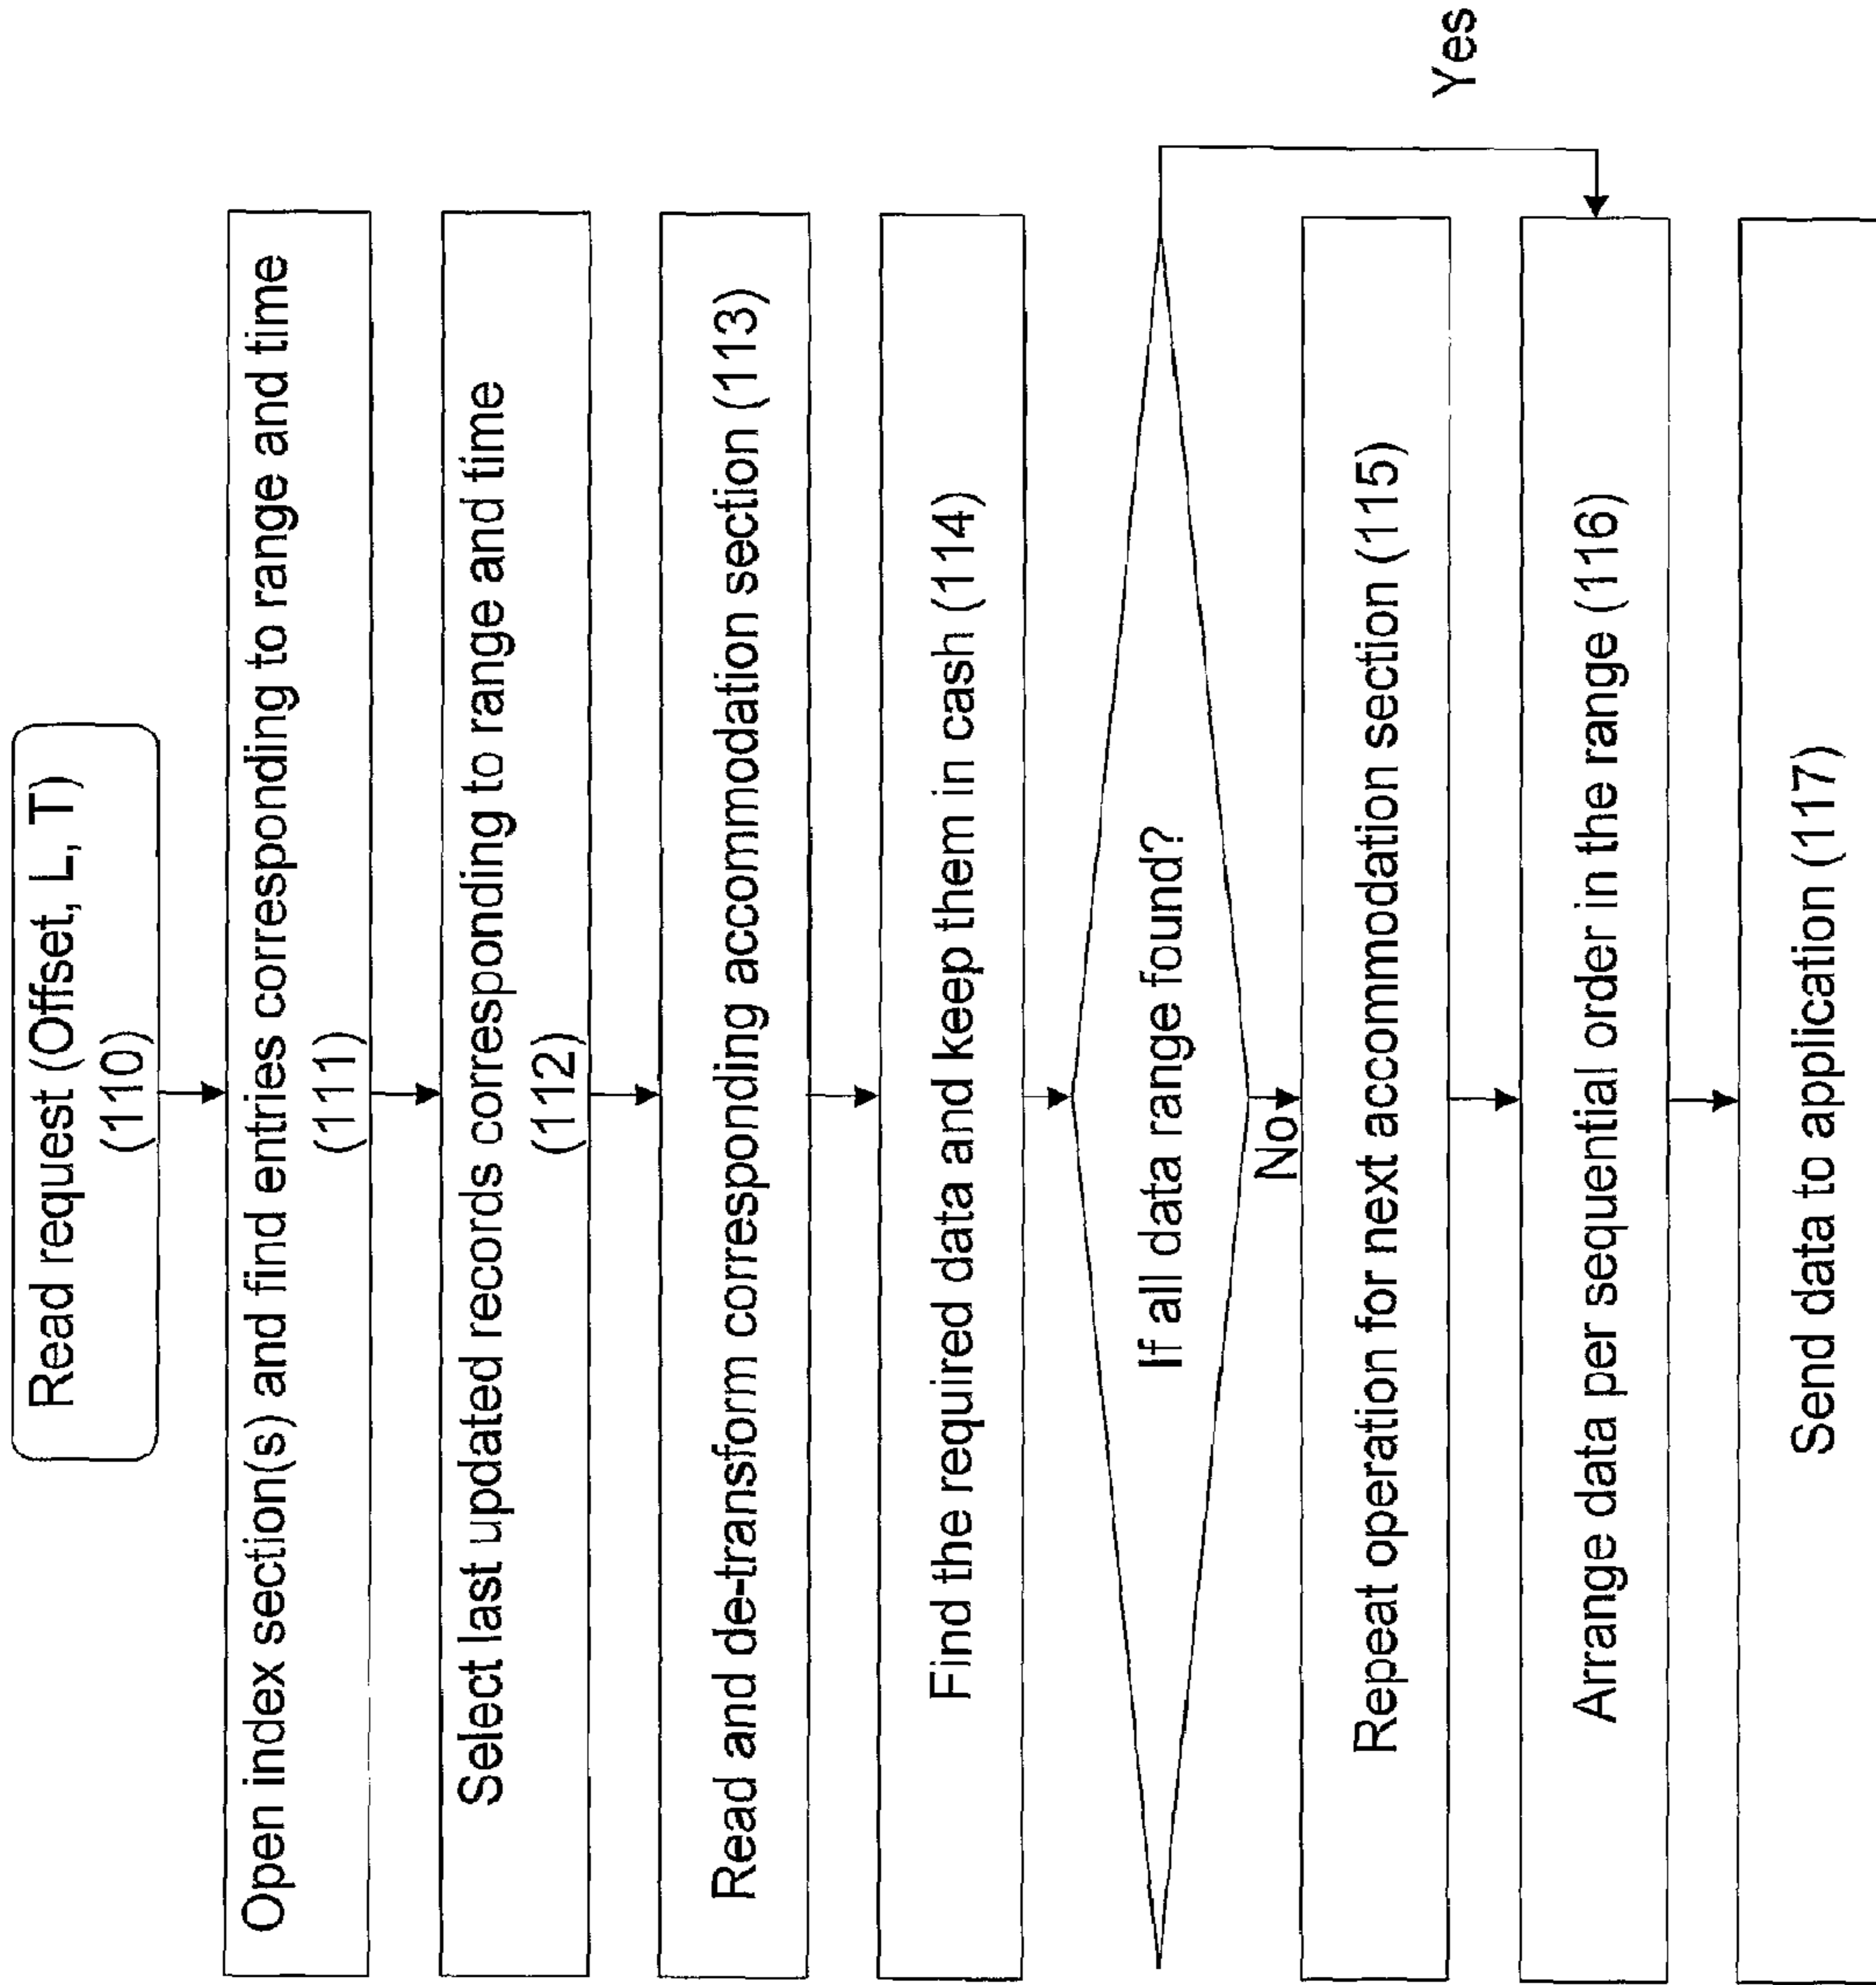 Read request (Offset, L, T)
(110)
Open index section(s) and find entries corresponding to range and time
(111)
Select last updated records corresponding to range and time
(112)
Read and de-transform corresponding accommodation section (113)
Find the required data and keep them in cash (114)
If all data range found?
Yes
No
Repeat operation for next accommodation section (115)
Arrange data per sequential order in the range (116)
Send data to application (117)